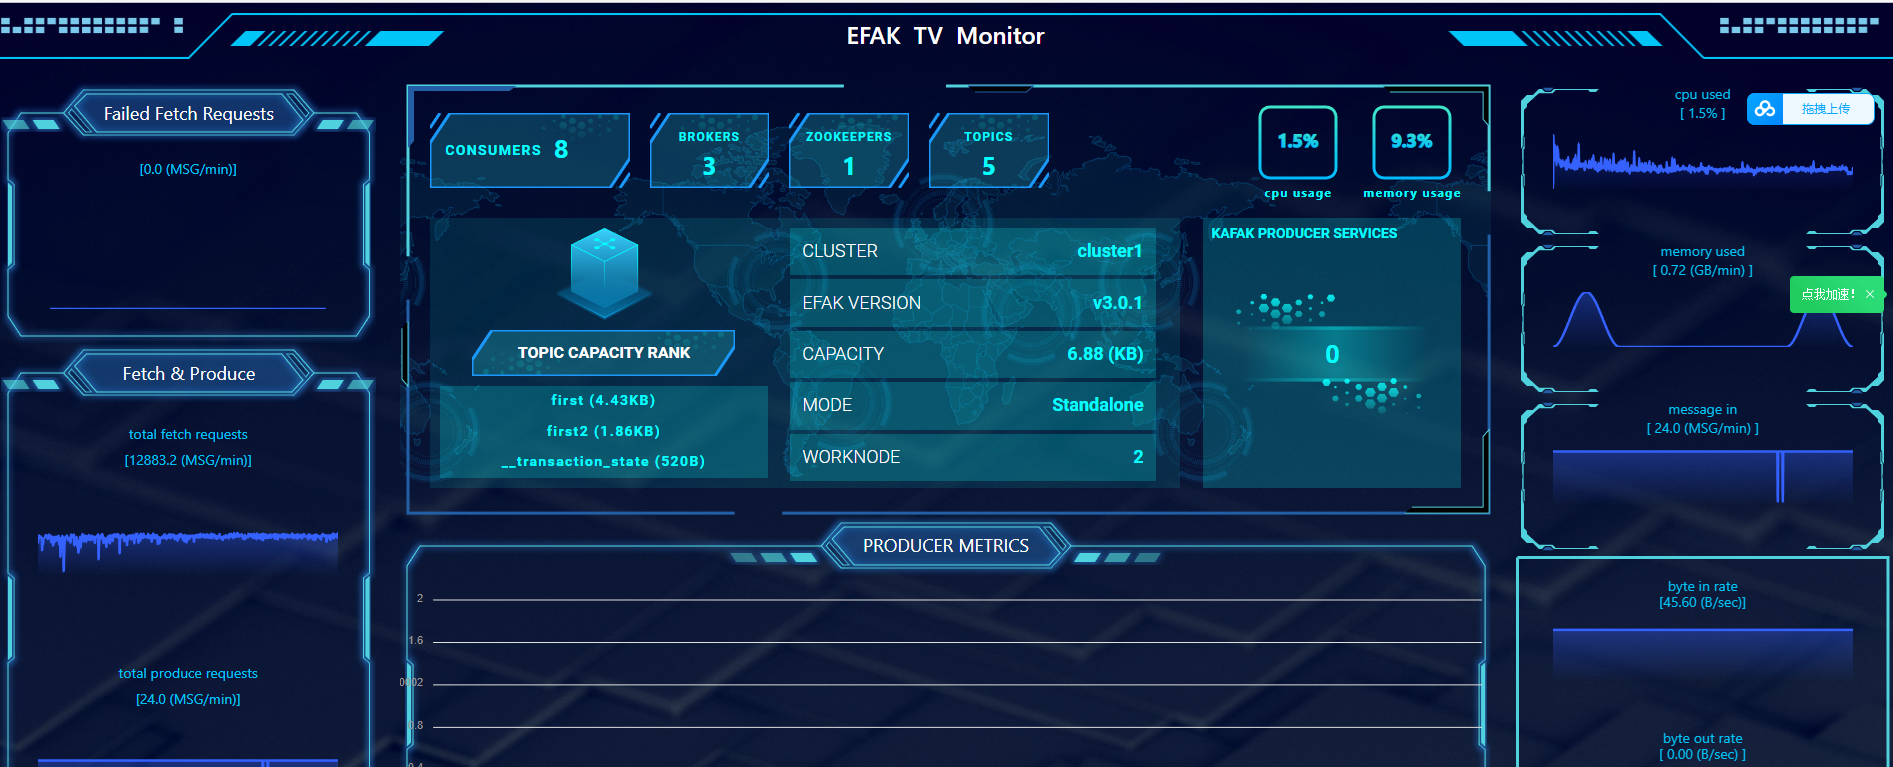 EFAK TV Monitor
Failed Fetch Requests
[0.0 (MSG/min)]
Fetch & Produce
total fetch requests
[12883.2 (MSG/min)]
total produce requests
[24.0 (MSG/min)]
CONSUMERS 8
BROKERS
3
ZOOKEEPERS
1
TOPICS
5
1.5%
cpu usage
9.3%
memory usage
TOPIC CAPACITY RANK
first (4.43KB)
first2 (1.86KB)
__transaction_state (520B)
CLUSTER cluster1
EFAK VERSION v3.0.1
CAPACITY 6.88 (KB)
MODE Standalone
WORKNODE 2
KAFAK PRODUCER SERVICES
0
PRODUCER METRICS
2
1.6
0.8
0.4
cpu used
[ 1.5% ]
拖拽上传
memory used
[ 0.72 (GB/min) ]
点我加速! ×
message in
[ 24.0 (MSG/min) ]
byte in rate
[45.60 (B/sec)]
byte out rate
[ 0.00 (B/sec) ]